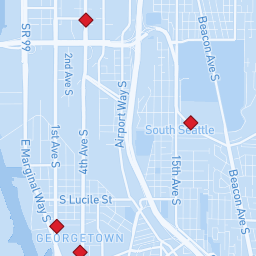 SR 99
2nd Ave S
Beacon Ave S
Airport Way S
1st Ave S
4th Ave S
South Seattle
15th Ave S
E Marginal Way S
S Lucile St
Beacon Ave S
GEORGETOWN